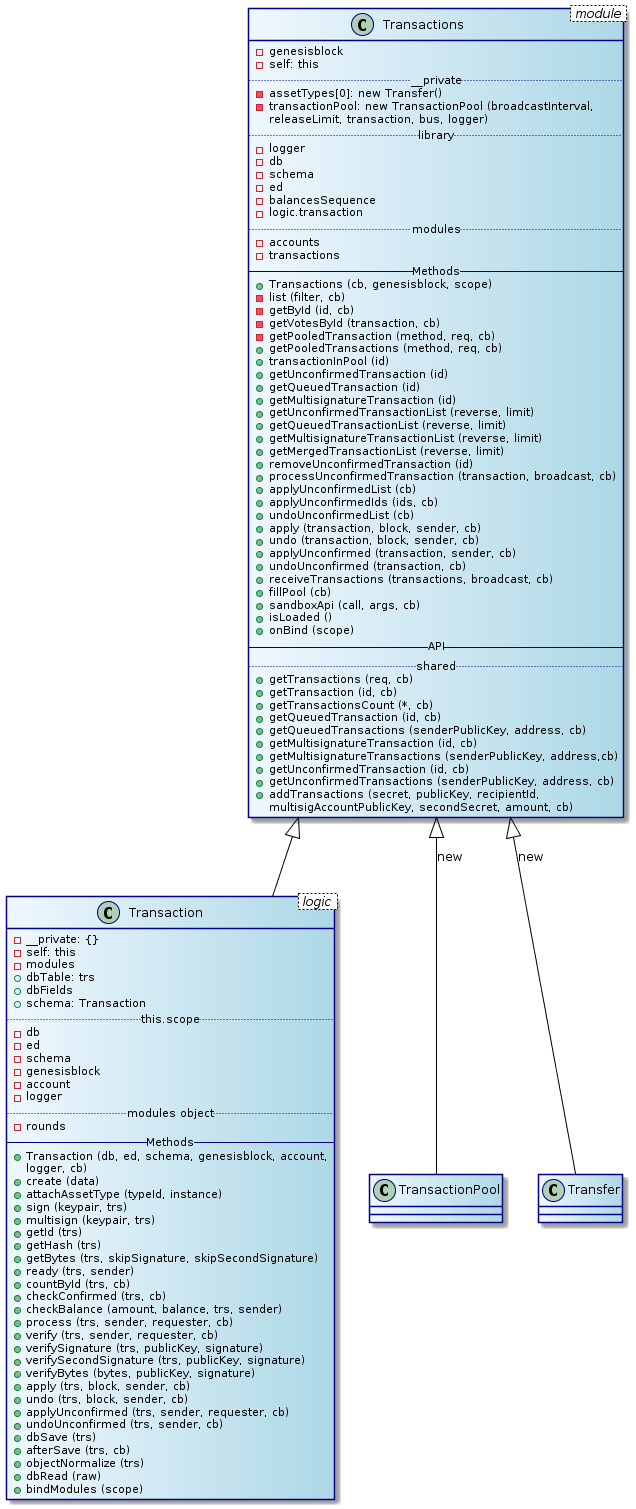 module
C Transactions
genesisblock
self: this
__private
assetTypes[0]: new Transfer()
transactionPool: new TransactionPool (broadcastInterval,
releaseLimit, transaction, bus, logger)
library
logger
db
schema
ed
balancesSequence
logic.transaction
modules
accounts
transactions
Methods
Transactions (cb, genesisblock, scope)
list (filter, cb)
getById (id, cb)
getVotesById (transaction, cb)
getPooledTransaction (method, req, cb)
getPooledTransactions (method, req, cb)
transactionInPool (id)
getUnconfirmedTransaction (id)
getQueuedTransaction (id)
getMultisignatureTransaction (id)
getUnconfirmedTransactionList (reverse, limit)
getQueuedTransactionList (reverse, limit)
getMultisignatureTransactionList (reverse, limit)
getMergedTransactionList (reverse, limit)
removeUnconfirmedTransaction (id)
processUnconfirmedTransaction (transaction, broadcast, cb)
applyUnconfirmedList (cb)
applyUnconfirmedIds (ids, cb)
undoUnconfirmedList (cb)
apply (transaction, block, sender, cb)
undo (transaction, block, sender, cb)
applyUnconfirmed (transaction, sender, cb)
undoUnconfirmed (transaction, cb)
receiveTransactions (transactions, broadcast, cb)
fillPool (cb)
sandboxApi (call, args, cb)
isLoaded ()
onBind (scope)
API
shared
getTransactions (req, cb)
getTransaction (id, cb)
getTransactionsCount (*, cb)
getQueuedTransaction (id, cb)
getQueuedTransactions (senderPublicKey, address, cb)
getMultisignatureTransaction (id, cb)
getMultisignatureTransactions (senderPublicKey, address,cb)
getUnconfirmedTransaction (id, cb)
getUnconfirmedTransactions (senderPublicKey, address, cb)
addTransactions (secret, publicKey, recipientId,
multisigAccountPublicKey, secondSecret, amount, cb)
new
new
logic
C Transaction
__private: {}
self: this
modules
dbTable: trs
dbFields
schema: Transaction
this.scope
db
ed
schema
genesisblock
account
logger
modules object
rounds
Methods
Transaction (db, ed, schema, genesisblock, account,
logger, cb)
create (data)
attachAssetType (typeId, instance)
sign (keypair, trs)
multisign (keypair, trs)
getId (trs)
getHash (trs)
getBytes (trs, skipSignature, skipSecondSignature)
ready (trs, sender)
countById (trs, cb)
checkConfirmed (trs, cb)
checkBalance (amount, balance, trs, sender)
process (trs, sender, requester, cb)
verify (trs, sender, requester, cb)
verifySignature (trs, publicKey, signature)
verifySecondSignature (trs, publicKey, signature)
verifyBytes (bytes, publicKey, signature)
apply (trs, block, sender, cb)
undo (trs, block, sender, cb)
applyUnconfirmed (trs, sender, requester, cb)
undoUnconfirmed (trs, sender, cb)
dbSave (trs)
afterSave (trs, cb)
objectNormalize (trs)
dbRead (raw)
bindModules (scope)
C TransactionPool
C Transfer